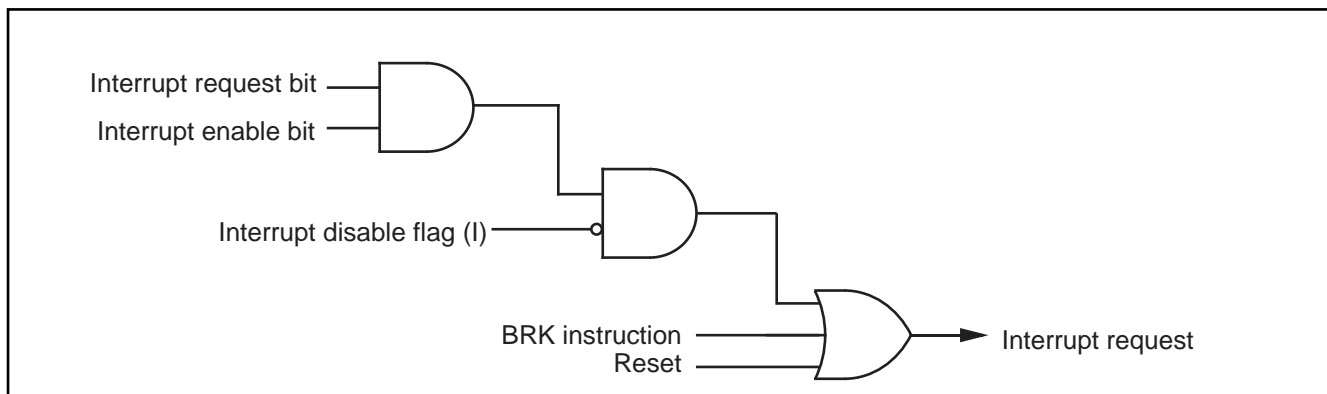 Interrupt request bit
Interrupt enable bit
Interrupt disable flag (I)
BRK instruction
Reset
Interrupt request